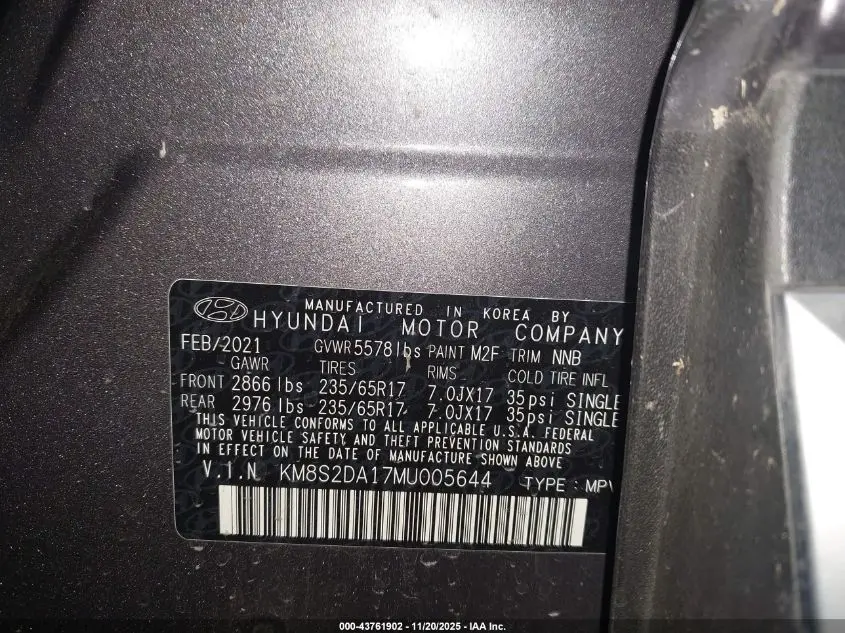 MANUFACTURED IN KOREA BY
HYUNDAI MOTOR COMPANY
FEB/2021 GVWR 5578lbs PAINT M2F TRIM NNB
GAWR TIRES RIMS COLD TIRE INFL
FRONT 2866 lbs 235/65R17 7.0JX17 35psi SINGLE
REAR 2976 lbs 235/65R17 7.0JX17 35psi SINGLE
THIS VEHICLE CONFORMS TO ALL APPLICABLE U.S.A. FEDERAL
MOTOR VEHICLE SAFETY AND THEFT PREVENTION STANDARDS
IN EFFECT ON THE DATE OF MANUFACTURE SHOWN ABOVE
V.I.N KM8S2DA17MU005644 TYPE : MPV
000-43761902 — 11/20/2025 — IAA Inc.